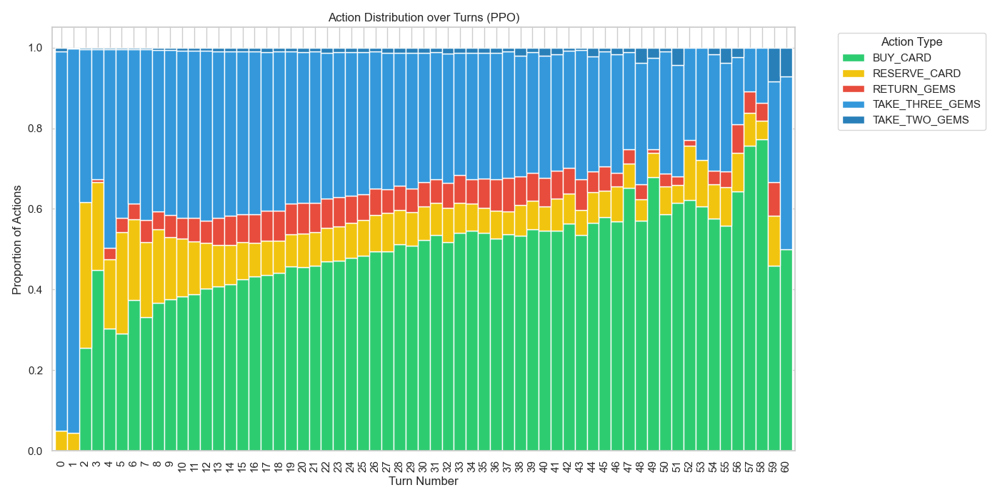 Action Distribution over Turns (PPO)
Action Type
BUY_CARD
RESERVE_CARD
RETURN_GEMS
TAKE_THREE_GEMS
TAKE_TWO_GEMS
Proportion of Actions
1.0
0.8
0.6
0.4
0.2
0.0
0 1 2 3 4 5 6 7 8 9 10 11 12 13 14 15 16 17 18 19 20 21 22 23 24 25 26 27 28 29 30 31 32 33 34 35 36 37 38 39 40 41 42 43 44 45 46 47 48 49 50 51 52 53 54 55 56 57 58 59 60
Turn Number